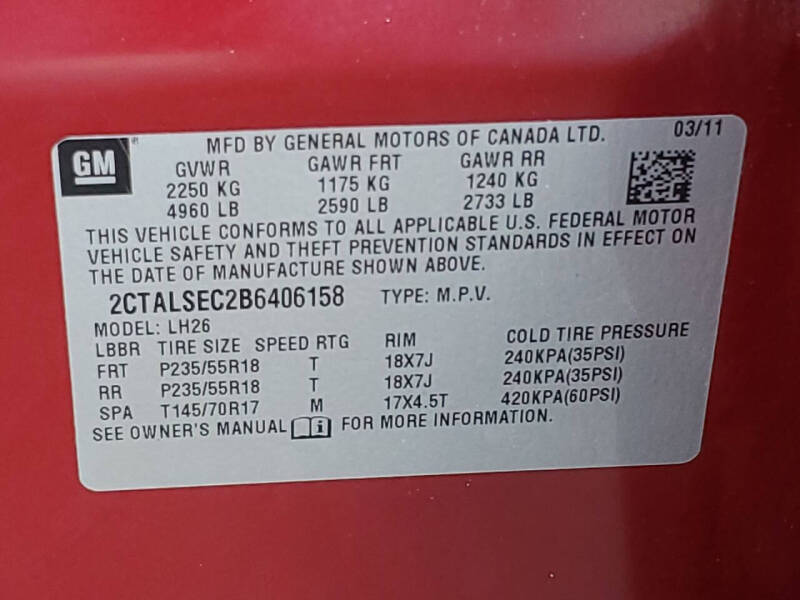 GM
MFD BY GENERAL MOTORS OF CANADA LTD. 03/11
GVWR GAWR FRT GAWR RR
2250 KG 1175 KG 1240 KG
4960 LB 2590 LB 2733 LB
THIS VEHICLE CONFORMS TO ALL APPLICABLE U.S. FEDERAL MOTOR
VEHICLE SAFETY AND THEFT PREVENTION STANDARDS IN EFFECT ON
THE DATE OF MANUFACTURE SHOWN ABOVE.
2CTALSEC2B6406158 TYPE: M.P.V.
MODEL: LH26
LBBR TIRE SIZE SPEED RTG RIM COLD TIRE PRESSURE
FRT P235/55R18 T 18X7J 240KPA(35PSI)
RR P235/55R18 T 18X7J 240KPA(35PSI)
SPA T145/70R17 M 17X4.5T 420KPA(60PSI)
SEE OWNER'S MANUAL i FOR MORE INFORMATION.